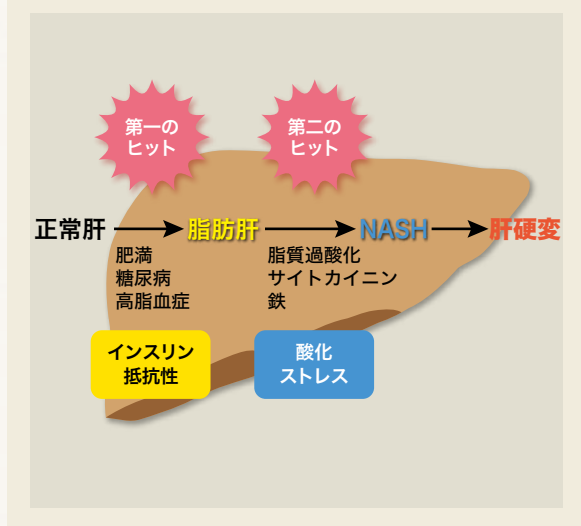 第一の
ヒット
第二の
ヒット
正常肝 脂肪肝 NASH 肝硬変
肥満
糖尿病
高脂血症
脂質過酸化
サイトカイニン
鉄
インスリン
抵抗性
酸化
ストレス